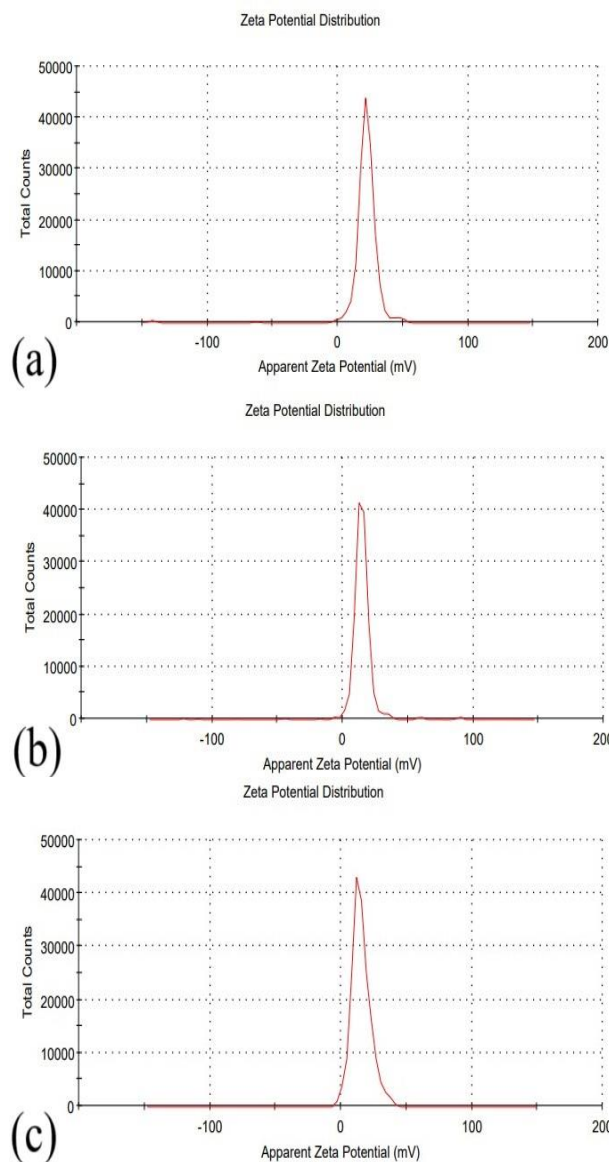 Zeta Potential Distribution
50000
40000
30000
20000
10000
0
Total Counts
-100 0 100 200
Apparent Zeta Potential (mV)
(a)
Zeta Potential Distribution
50000
40000
30000
20000
10000
0
Total Counts
-100 0 100 200
Apparent Zeta Potential (mV)
(b)
Zeta Potential Distribution
50000
40000
30000
20000
10000
0
Total Counts
-100 0 100 200
Apparent Zeta Potential (mV)
(c)